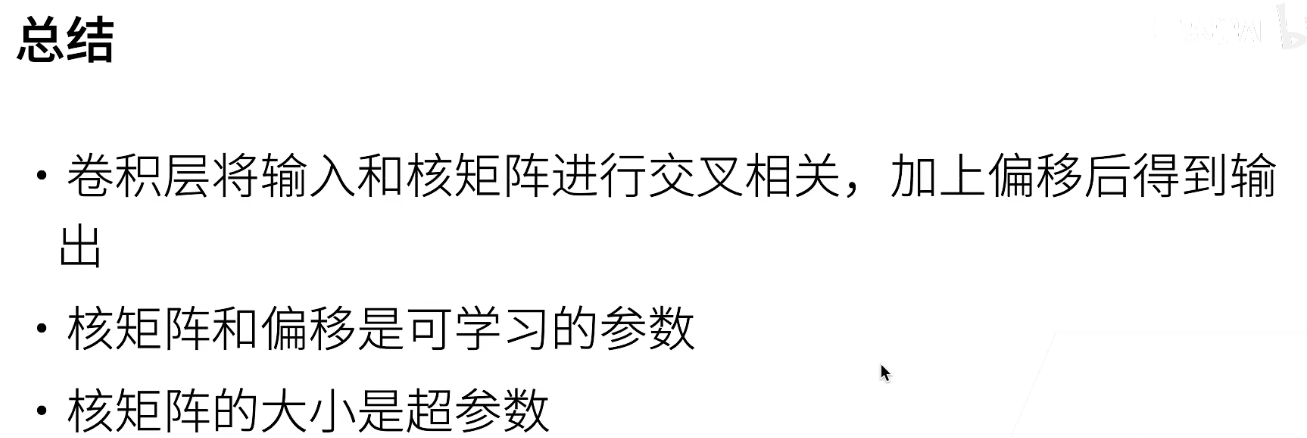 总结
• 卷积层将输入和核矩阵进行交叉相关，加上偏移后得到输
出
• 核矩阵和偏移是可学习的参数
• 核矩阵的大小是超参数